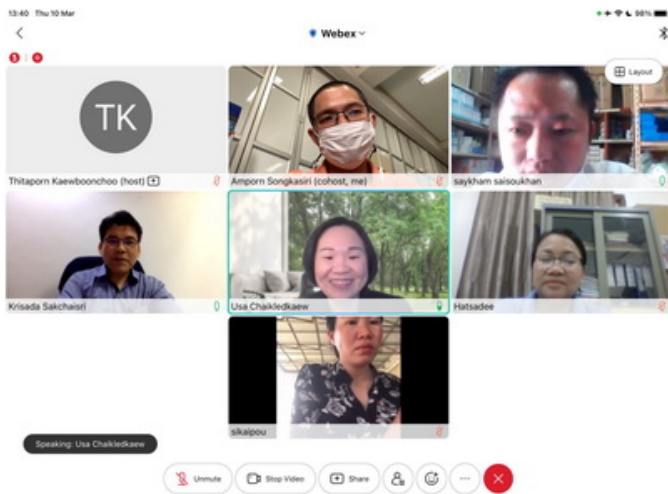 13:40 Thu 10 Mar
98%
Webex
Layout
TK
Thitaporn Kaewboonchoo (host)
Amporn Songkasiri (cohost, me)
saykham saisoukhan
Krisada Sakchaisri
Usa Chaikledkaew
Hatsadee
sikaipou
Speaking: Usa Chaikledkaew
Unmute
Stop Video
Share